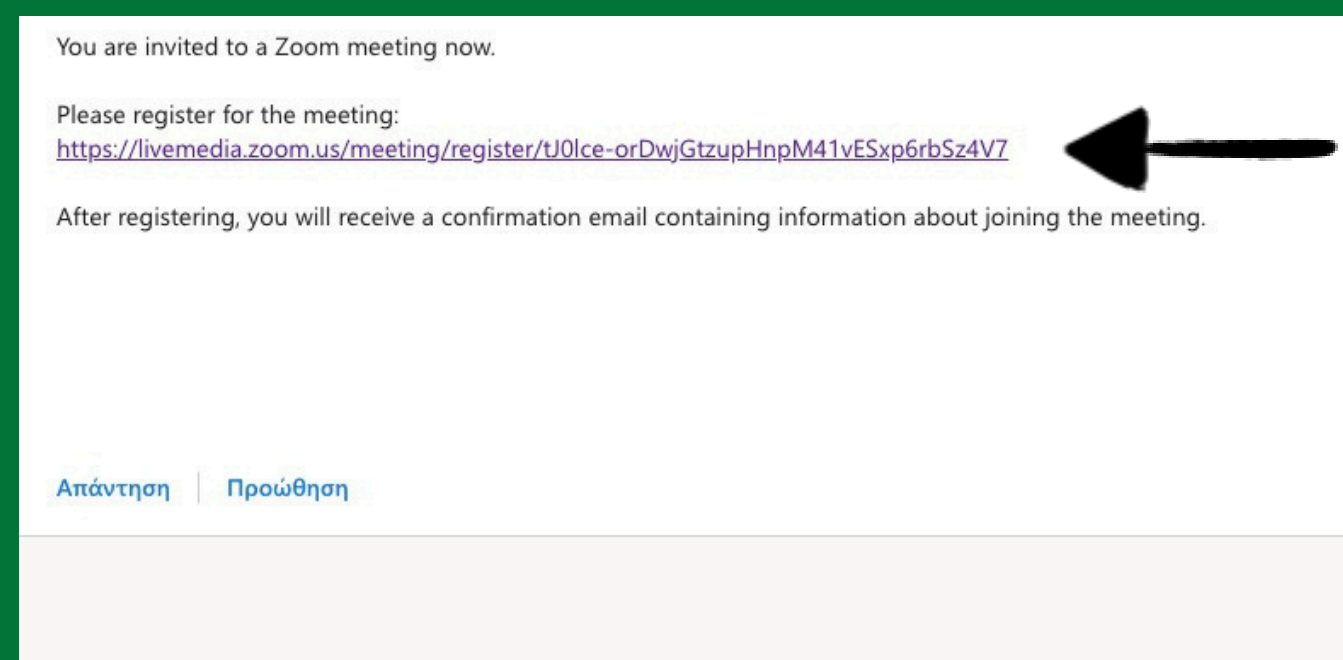 You are invited to a Zoom meeting now.
Please register for the meeting:
https://livemedia.zoom.us/meeting/register/tJ0lce-orDwjGtzupHnpM41vESxp6rbSz4V7
After registering, you will receive a confirmation email containing information about joining the meeting.
Απάντηση Προώθηση